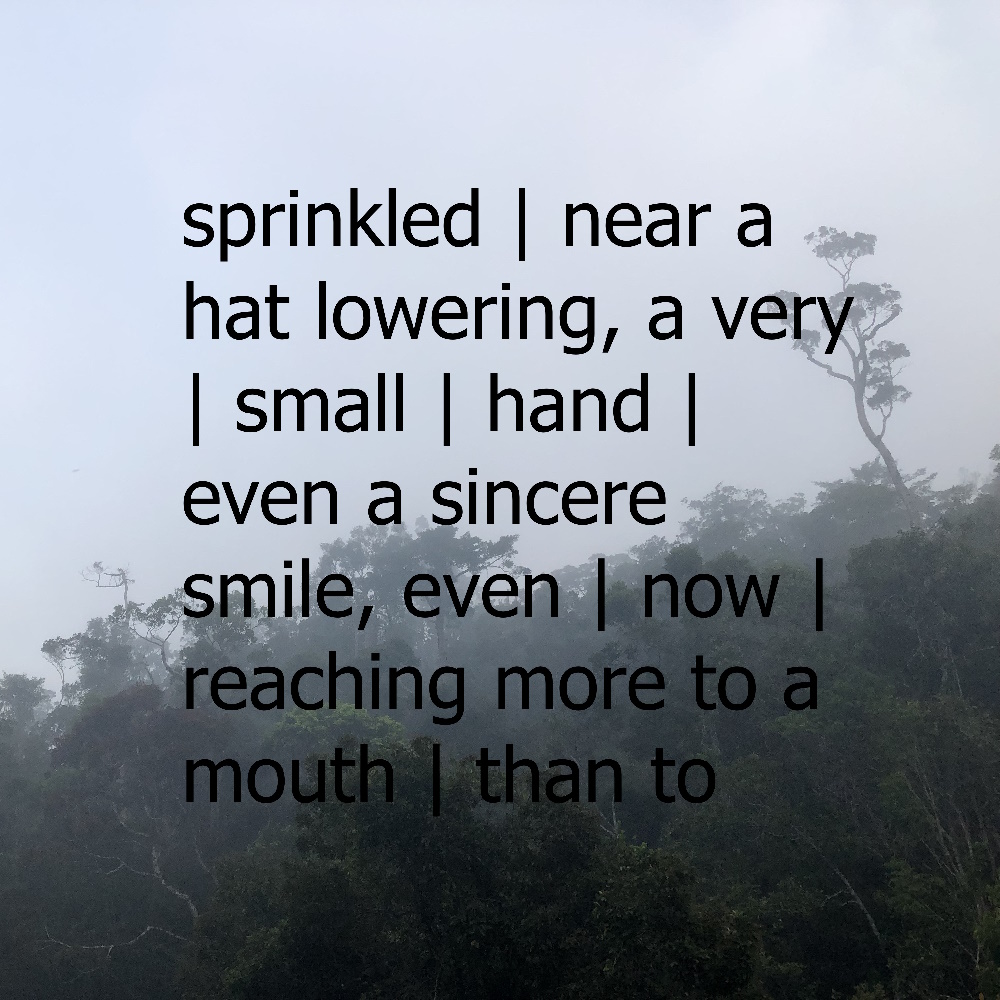 sprinkled | near a
hat lowering, a very
| small | hand |
even a sincere
smile, even | now |
reaching more to a
mouth | than to